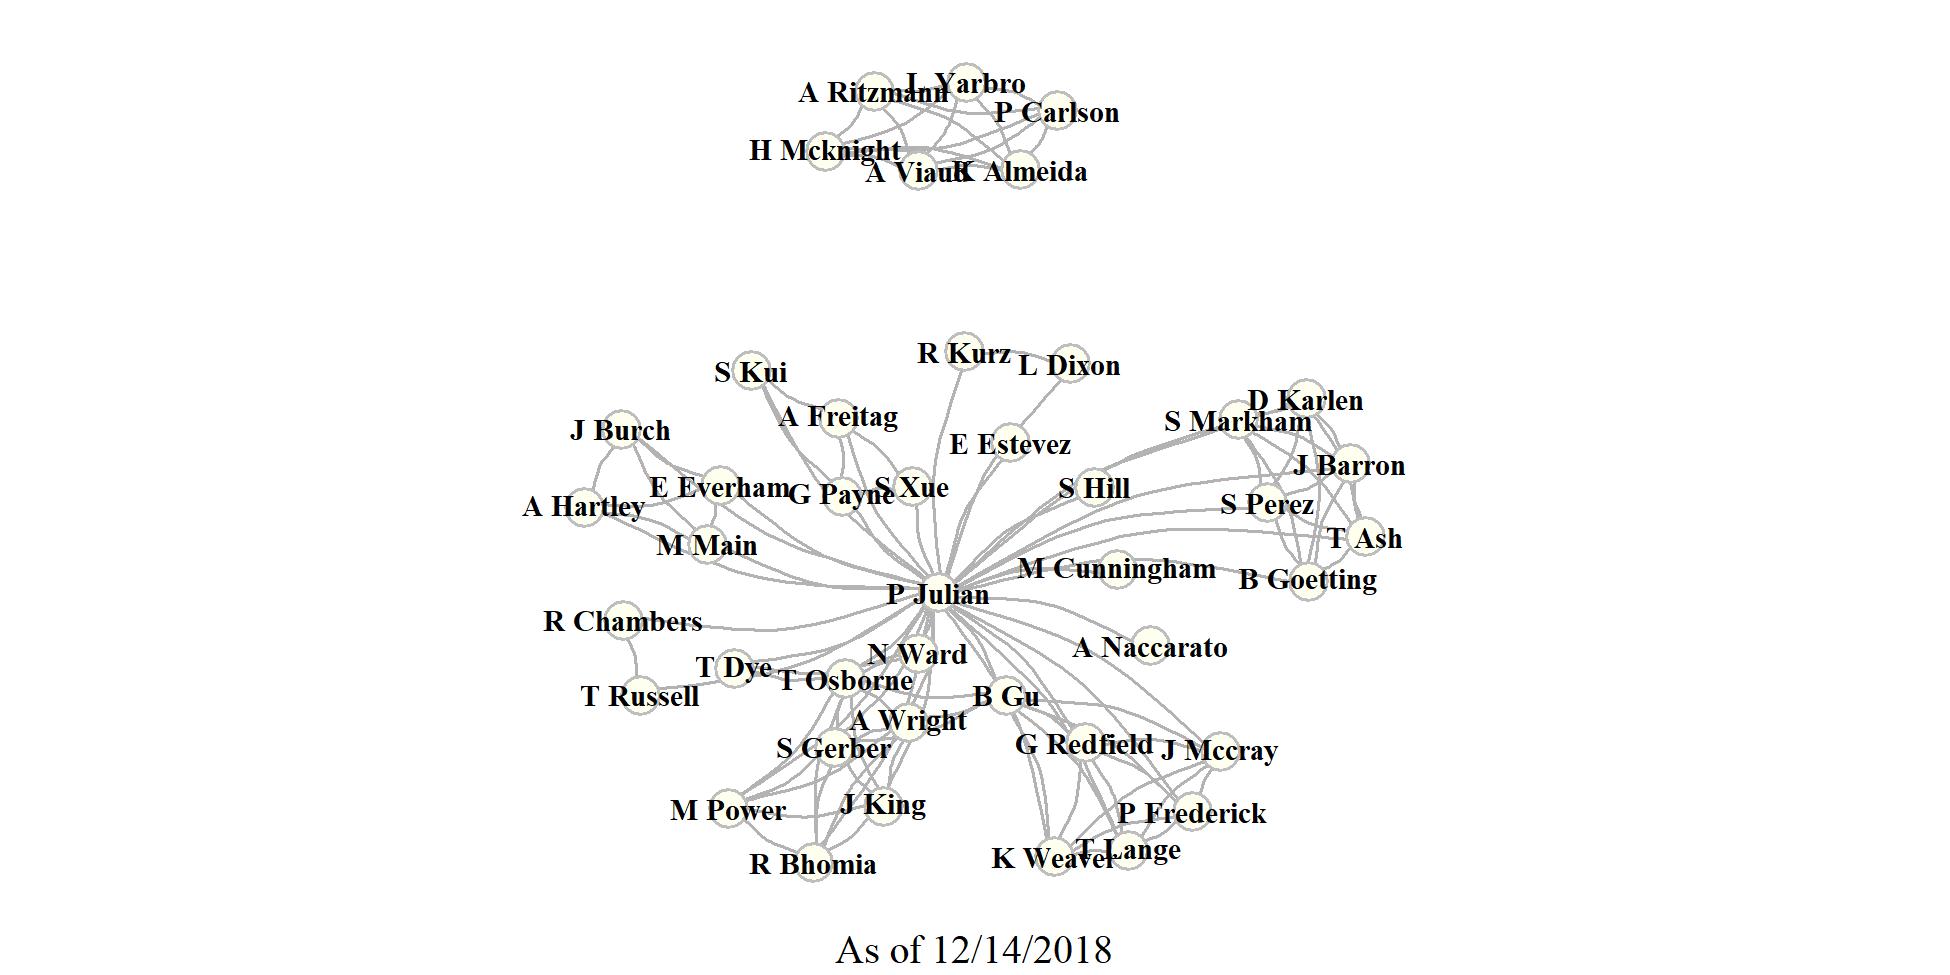 L Yarbro
A Ritzmann
P Carlson
H Mcknight
A Viaud
K Almeida
R Kurz
L Dixon
S Kui
A Freitag
D Karlen
S Markham
J Burch
E Estevez
J Barron
E Everham
G Payne
S Xue
S Hill
S Perez
A Hartley
M Main
T Ash
M Cunningham
B Goetting
P Julian
R Chambers
A Naccarato
N Ward
T Dye
T Osborne
T Russell
B Gu
A Wright
S Gerber
G Redfield
J Mccray
M Power
J King
P Frederick
K Weaver
T Lange
R Bhomia
As of 12/14/2018